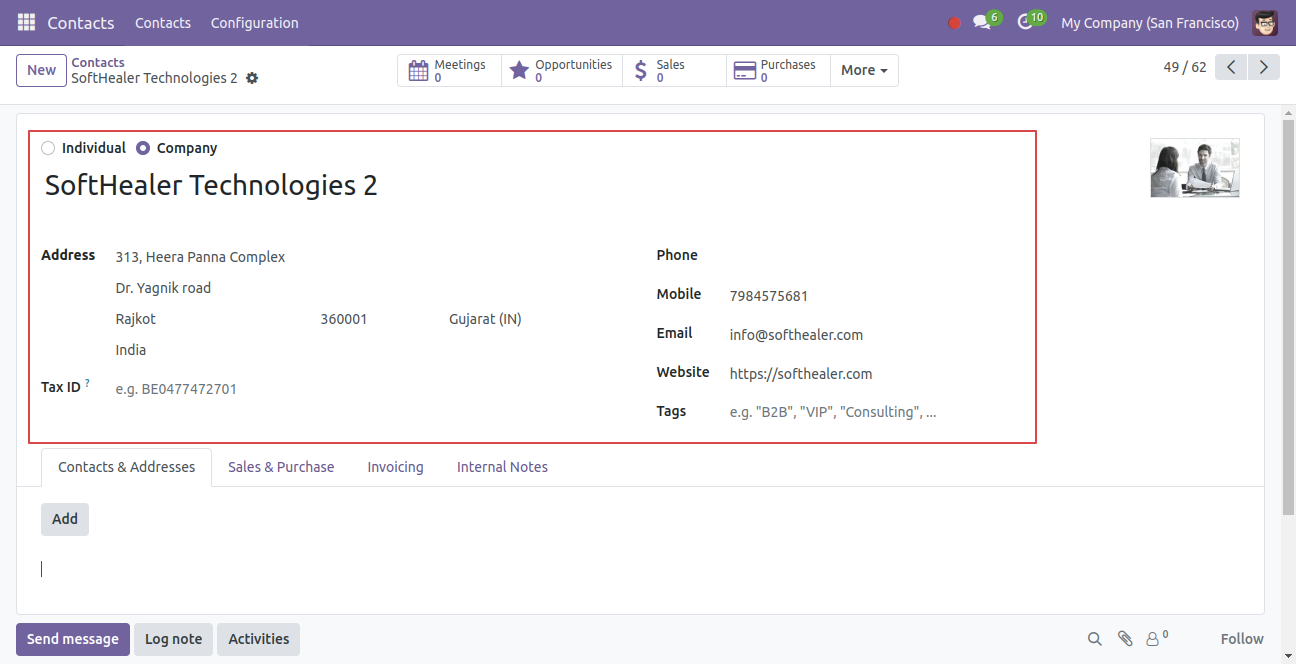 Contacts Contacts Configuration 6 10 My Company (San Francisco)
New Contacts
SoftHealer Technologies 2
Meetings 0 Opportunities 0 Sales 0 Purchases 0 More
49 / 62
Individual Company
SoftHealer Technologies 2
Address 313, Heera Panna Complex
Dr. Yagnik road
Rajkot 360001 Gujarat (IN)
India
Tax ID ? e.g. BE0477472701
Phone
Mobile 7984575681
Email info@softhealer.com
Website https://softhealer.com
Tags e.g. "B2B", "VIP", "Consulting", ...
Contacts & Addresses Sales & Purchase Invoicing Internal Notes
Add
Send message Log note Activities 0 Follow